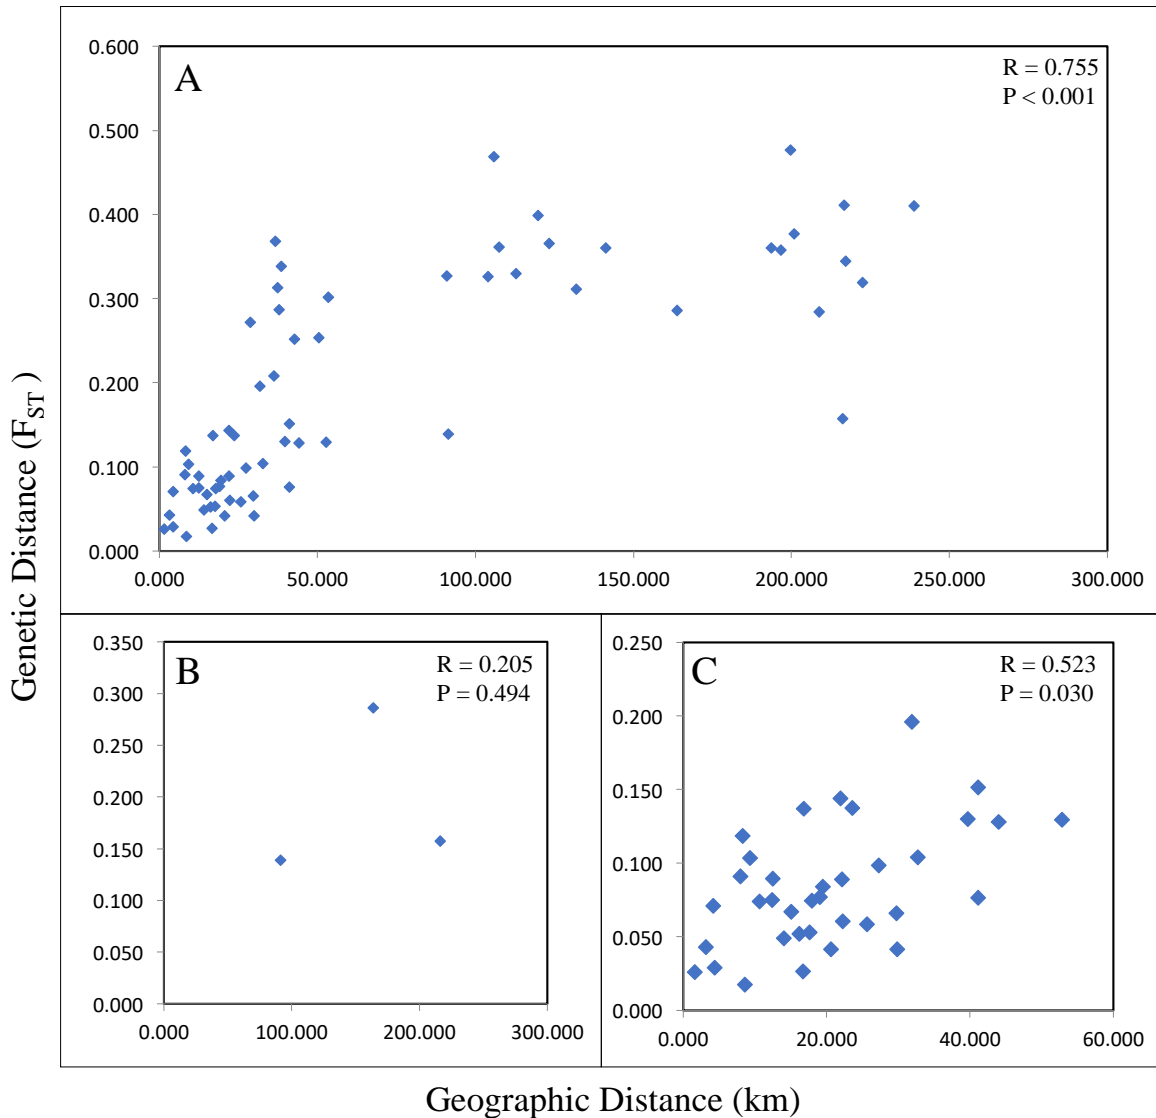 Genetic Distance (F_ST )
A
R = 0.755
P < 0.001
0.600
0.500
0.400
0.300
0.200
0.100
0.000
0.000 50.000 100.000 150.000 200.000 250.000 300.000
B
R = 0.205
P = 0.494
0.350
0.300
0.250
0.200
0.150
0.100
0.050
0.000
0.000 100.000 200.000 300.000
C
R = 0.523
P = 0.030
0.250
0.200
0.150
0.100
0.050
0.000
0.000 20.000 40.000 60.000
Geographic Distance (km)